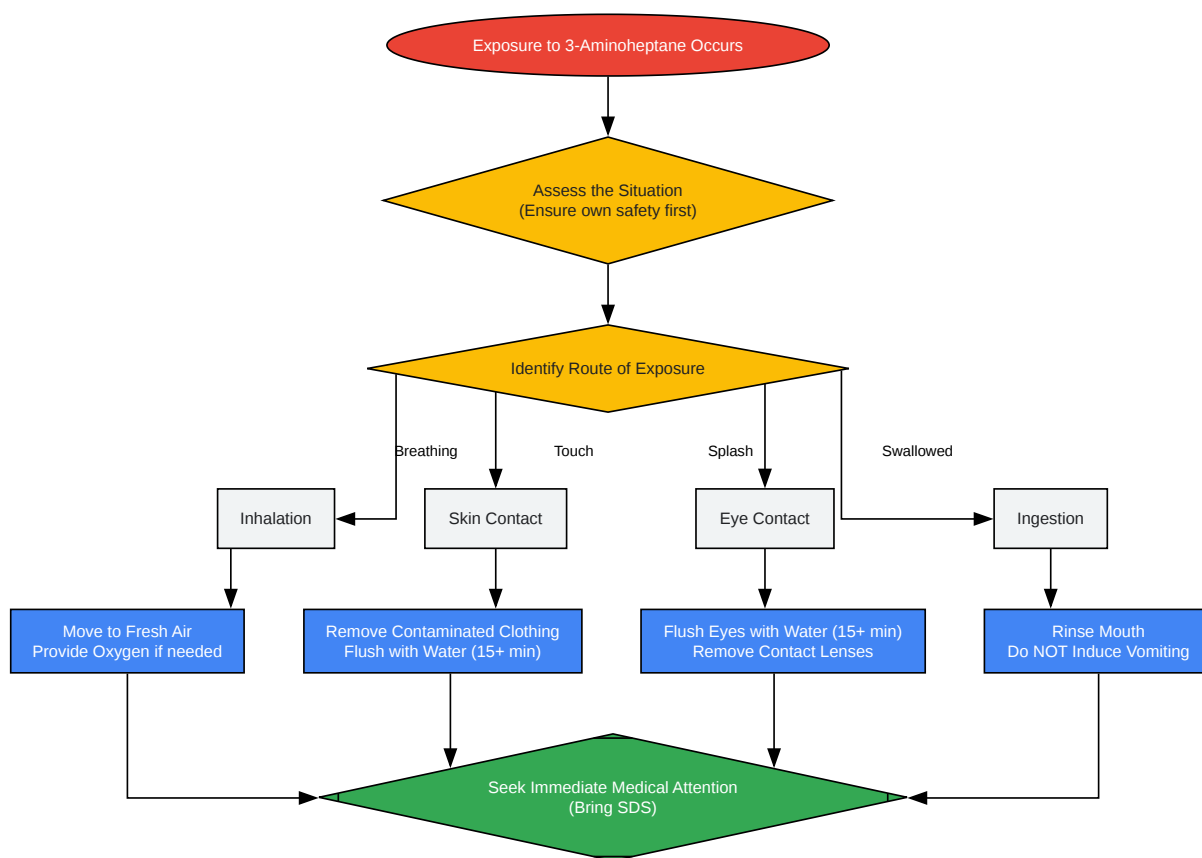 Exposure to 3-Aminoheptane Occurs
Assess the Situation
(Ensure own safety first)
Identify Route of Exposure
Breathing
Touch
Splash
Swallowed
Inhalation
Skin Contact
Eye Contact
Ingestion
Move to Fresh Air
Provide Oxygen if needed
Remove Contaminated Clothing
Flush with Water (15+ min)
Flush Eyes with Water (15+ min)
Remove Contact Lenses
Rinse Mouth
Do NOT Induce Vomiting
Seek Immediate Medical Attention
(Bring SDS)